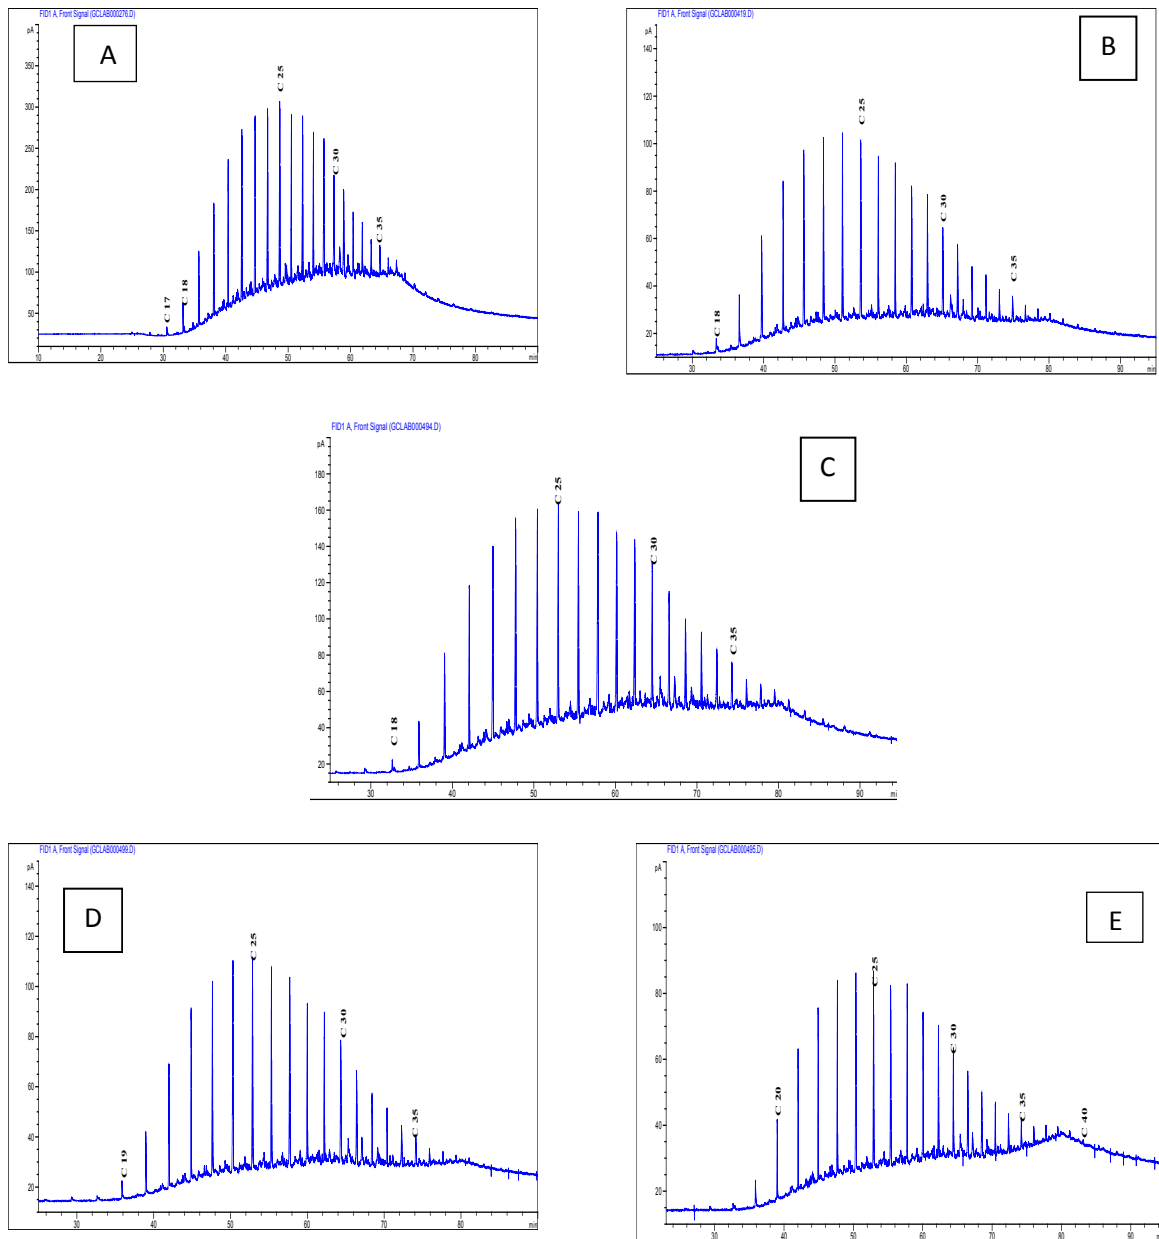 FID1 A, Front Signal (GCLAB000276.D)
pA
A
350
300
250
200
150
100
50
C 17
C 18
C 25
C 30
C 35
10 20 30 40 50 60 70 80 min
FID1 A, Front Signal (GCLAB000419.D)
pA
B
140
120
100
80
60
40
20
C 18
C 25
C 30
C 35
30 40 50 60 70 80 90 min
FID1 A, Front Signal (GCLAB000494.D)
pA
C
180
160
140
120
100
80
60
40
20
C 18
C 25
C 30
C 35
30 40 50 60 70 80 90 mi
FID1 A, Front Signal (GCLAB000499.D)
pA
D
140
120
100
80
60
40
20
C 19
C 25
C 30
C 35
30 40 50 60 70 80 min
FID1 A, Front Signal (GCLAB000495.D)
pA
E
100
80
60
40
20
C 20
C 25
C 30
C 35
C 40
30 40 50 60 70 80 90 m